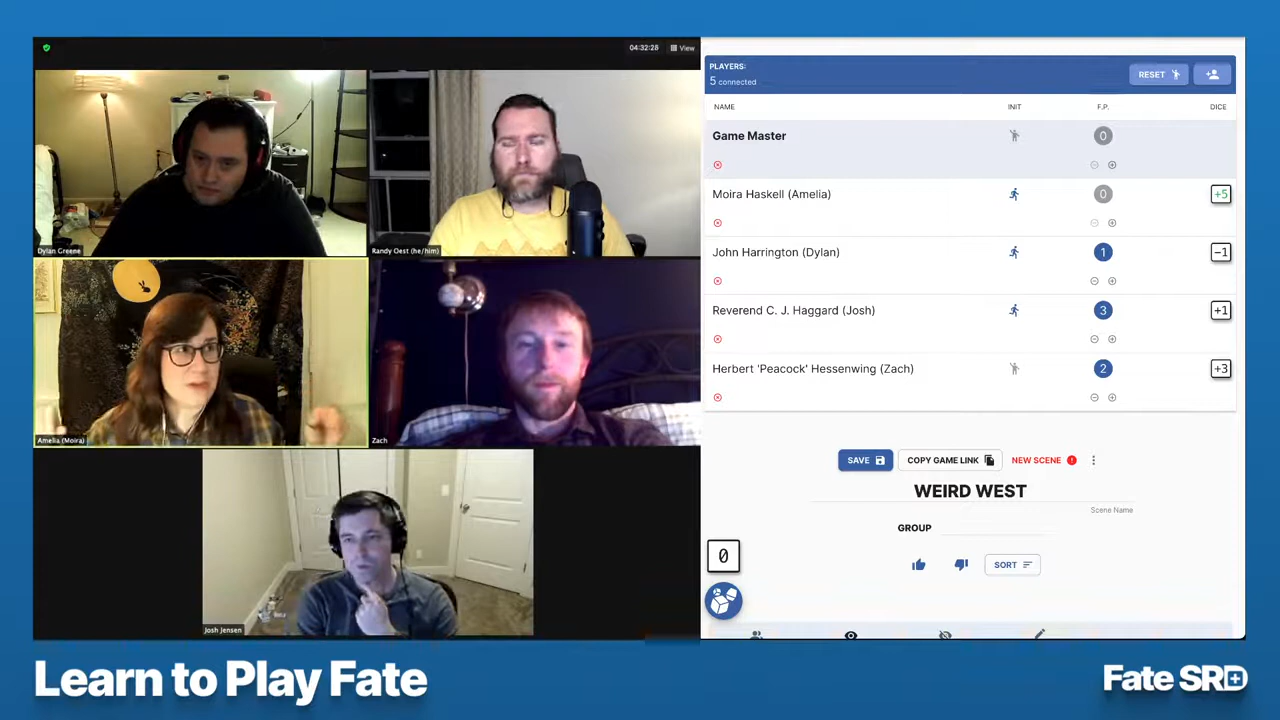 04:32:28
View
Dylan Greene
Randy Oest (he/him)
Amelia (Moira)
Zach
Josh Jensen
PLAYERS:
5 connected
RESET
NAME
INIT
F.P.
DICE
Game Master
0
Moira Haskell (Amelia)
0
+5
John Harrington (Dylan)
1
−1
Reverend C. J. Haggard (Josh)
3
+1
Herbert 'Peacock' Hessenwing (Zach)
2
+3
SAVE
COPY GAME LINK
NEW SCENE
WEIRD WEST
Scene Name
GROUP
0
SORT
Learn to Play Fate
Fate SRD